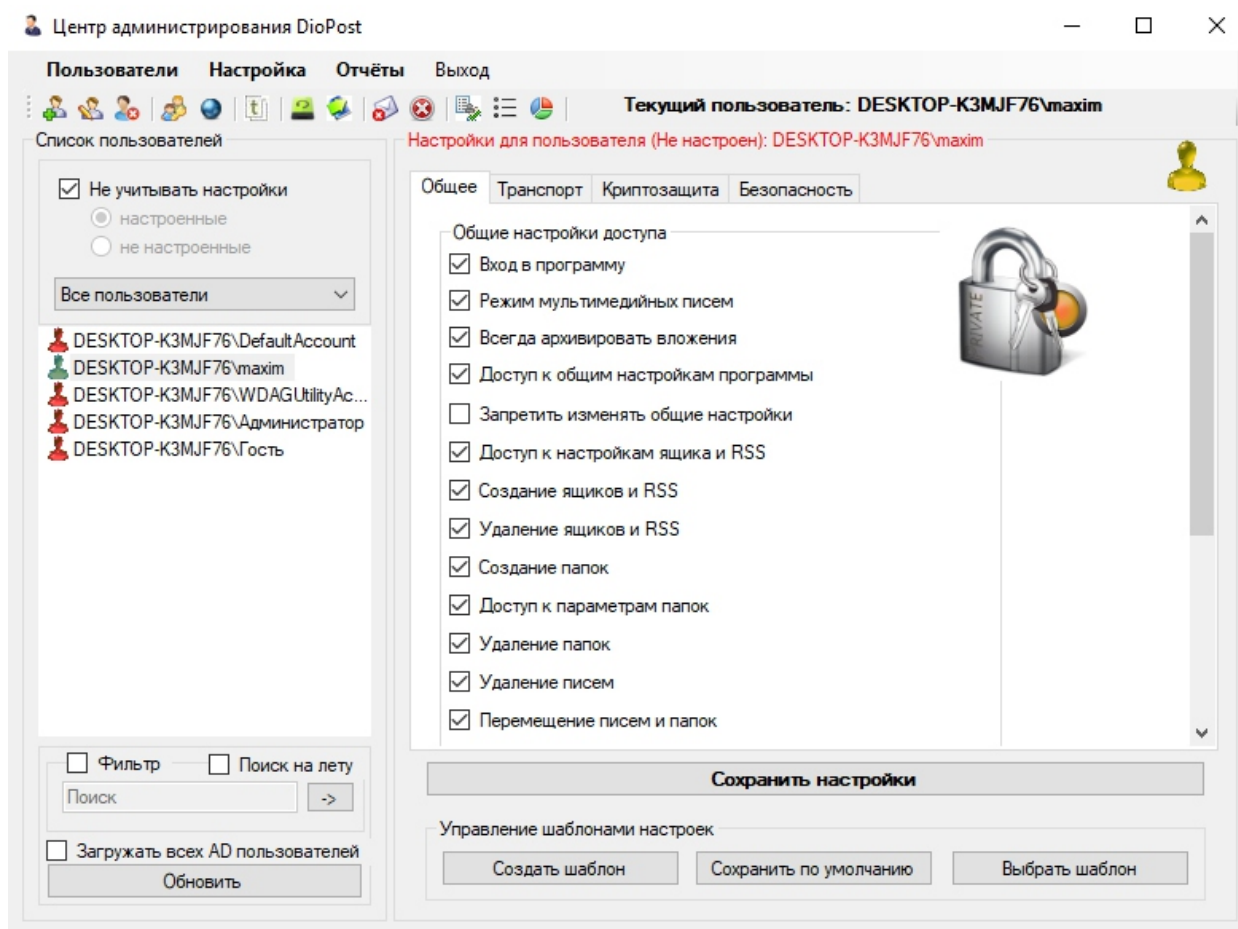 Центр администрирования DioPost
Пользователи Настройка Отчёты Выход
Текущий пользователь: DESKTOP-K3MJF76\maxim
Список пользователей
Не учитывать настройки
настроенные
не настроенные
Все пользователи
DESKTOP-K3MJF76\DefaultAccount
DESKTOP-K3MJF76\maxim
DESKTOP-K3MJF76\WDAGUtilityAc...
DESKTOP-K3MJF76\Администратор
DESKTOP-K3MJF76\Гость
Фильтр Поиск на лету
Поиск ->
Загружать всех AD пользователей
Обновить
Настройки для пользователя (Не настроен): DESKTOP-K3MJF76\maxim
Общее Транспорт Криптозащита Безопасность
Общие настройки доступа
Вход в программу
Режим мультимедийных писем
Всегда архивировать вложения
Доступ к общим настройкам программы
Запретить изменять общие настройки
Доступ к настройкам ящика и RSS
Создание ящиков и RSS
Удаление ящиков и RSS
Создание папок
Доступ к параметрам папок
Удаление папок
Удаление писем
Перемещение писем и папок
PRIVATE
Сохранить настройки
Управление шаблонами настроек
Создать шаблон Сохранить по умолчанию Выбрать шаблон